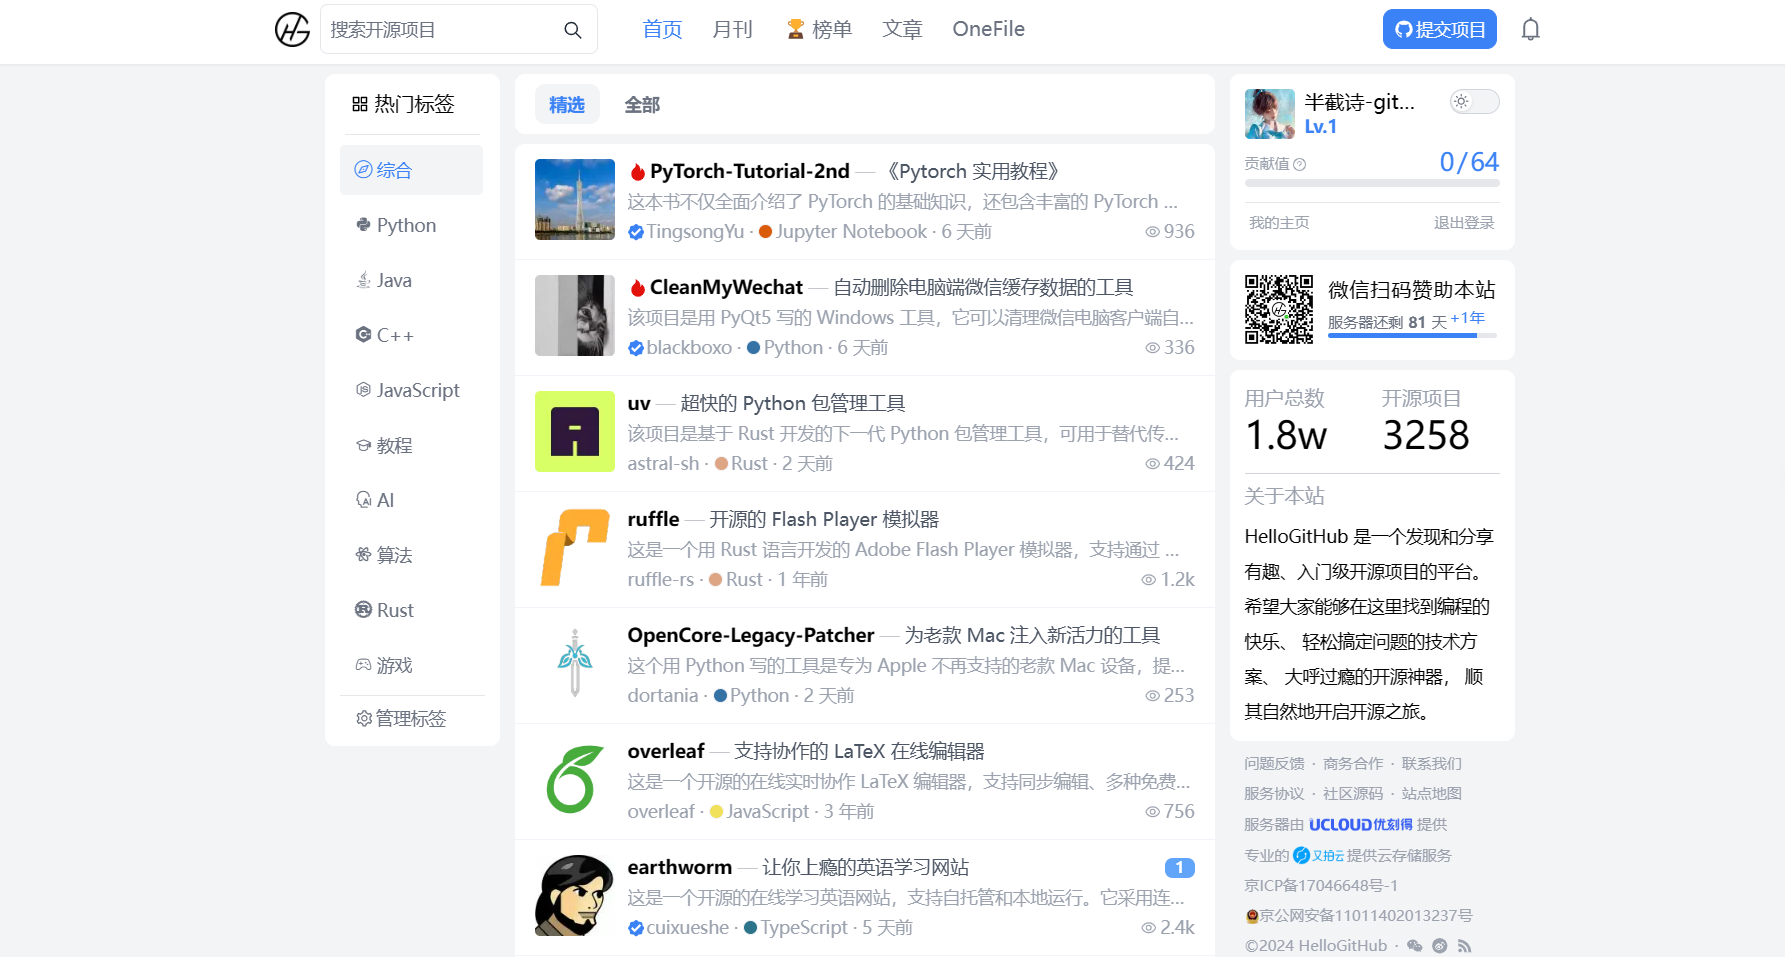 搜索开源项目
首页
月刊
榜单
文章
OneFile
提交项目
热门标签
综合
Python
Java
C++
JavaScript
教程
AI
算法
Rust
游戏
管理标签
精选
全部
PyTorch-Tutorial-2nd — 《Pytorch 实用教程》
这本书不仅全面介绍了 PyTorch 的基础知识，还包含丰富的 PyTorch ...
TingsongYu · Jupyter Notebook · 6 天前 936
CleanMyWechat — 自动删除电脑端微信缓存数据的工具
该项目是用 PyQt5 写的 Windows 工具，它可以清理微信电脑客户端自...
blackboxo · Python · 6 天前 336
uv — 超快的 Python 包管理工具
该项目是基于 Rust 开发的下一代 Python 包管理工具，可用于替代传...
astral-sh · Rust · 2 天前 424
ruffle — 开源的 Flash Player 模拟器
这是一个用 Rust 语言开发的 Adobe Flash Player 模拟器，支持通过 ...
ruffle-rs · Rust · 1 年前 1.2k
OpenCore-Legacy-Patcher — 为老款 Mac 注入新活力的工具
这个用 Python 写的工具是专为 Apple 不再支持的老款 Mac 设备，提...
dortania · Python · 2 天前 253
overleaf — 支持协作的 LaTeX 在线编辑器
这是一个开源的在线实时协作 LaTeX 编辑器，支持同步编辑、多种免费...
overleaf · JavaScript · 3 年前 756
earthworm — 让你上瘾的英语学习网站 1
这是一个开源的在线学习英语网站，支持自托管和本地运行。它采用连...
cuixueshe · TypeScript · 5 天前 2.4k
半截诗-git...
Lv.1
贡献值 0/64
我的主页 退出登录
微信扫码赞助本站
服务器还剩 81 天 +1年
用户总数 开源项目
1.8w 3258
关于本站
HelloGitHub 是一个发现和分享
有趣、入门级开源项目的平台。
希望大家能够在这里找到编程的
快乐、 轻松搞定问题的技术方
案、 大呼过瘾的开源神器， 顺
其自然地开启开源之旅。
问题反馈 · 商务合作 · 联系我们
服务协议 · 社区源码 · 站点地图
服务器由 UCLOUD优刻得 提供
专业的 又拍云 提供云存储服务
京ICP备17046648号-1
京公网安备11011402013237号
©2024 HelloGitHub ·